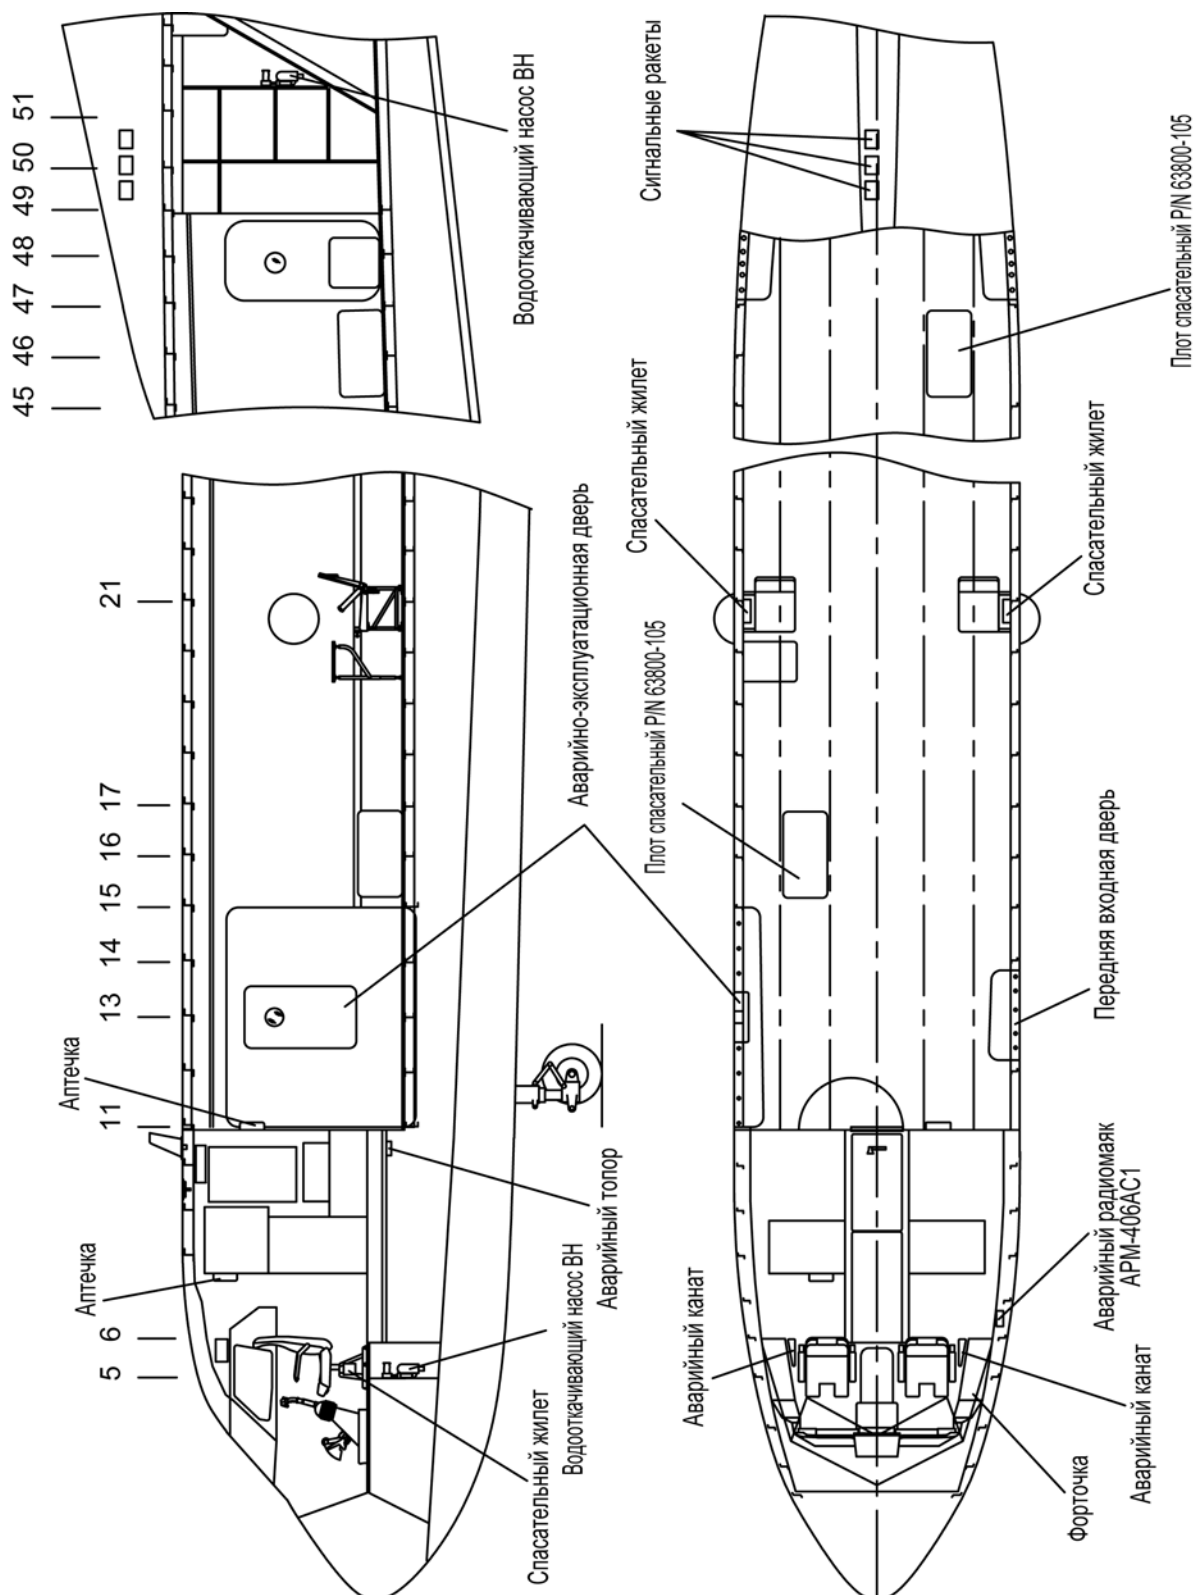 51
50
49
48
47
46
45
21
17
16
15
14
13
11
6
5
Водооткачивающий насос ВН
Аварийно-эксплуатационная дверь
Аптечка
Аптечка
Аварийный топор
Водооткачивающий насос ВН
Спасательный жилет
Сигнальные ракеты
Плот спасательный P/N 63800-105
Спасательный жилет
Спасательный жилет
Плот спасательный P/N 63800-105
Передняя входная дверь
Аварийный радиомаяк
АРМ-406АС1
Аварийный канат
Аварийный канат
Форточка